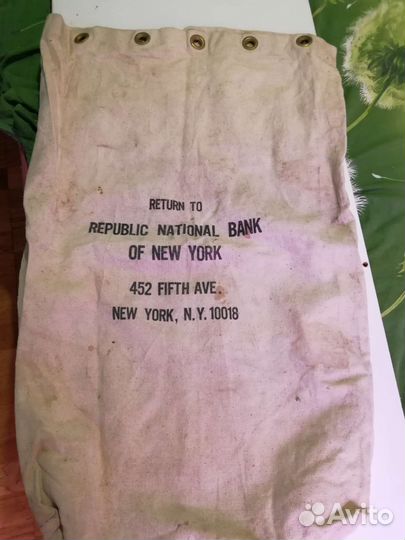 RETURN TO
REPUBLIC NATIONAL BANK
OF NEW YORK
452 FIFTH AVE.
NEW YORK, N.Y. 10018
Avito